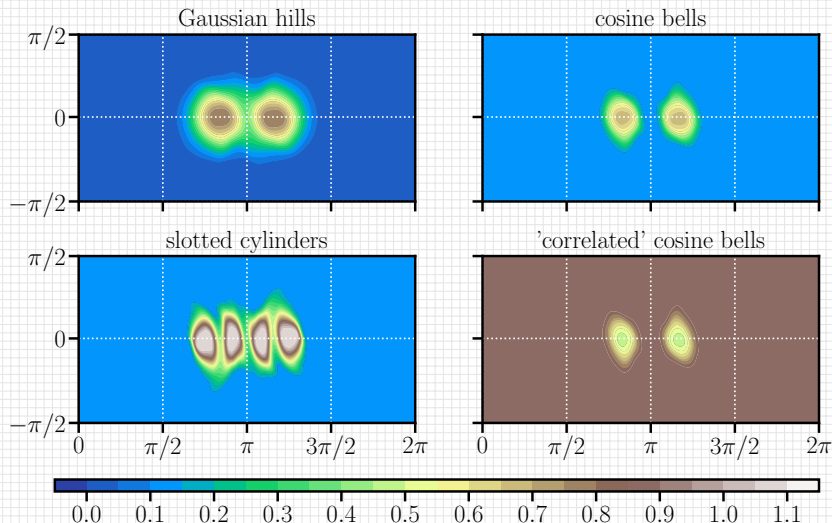 Gaussian hills
cosine bells
π/2
0
−π/2
slotted cylinders
'correlated' cosine bells
π/2
0
−π/2
0 π/2 π 3π/2 2π
0 π/2 π 3π/2 2π
0.0 0.1 0.2 0.3 0.4 0.5 0.6 0.7 0.8 0.9 1.0 1.1